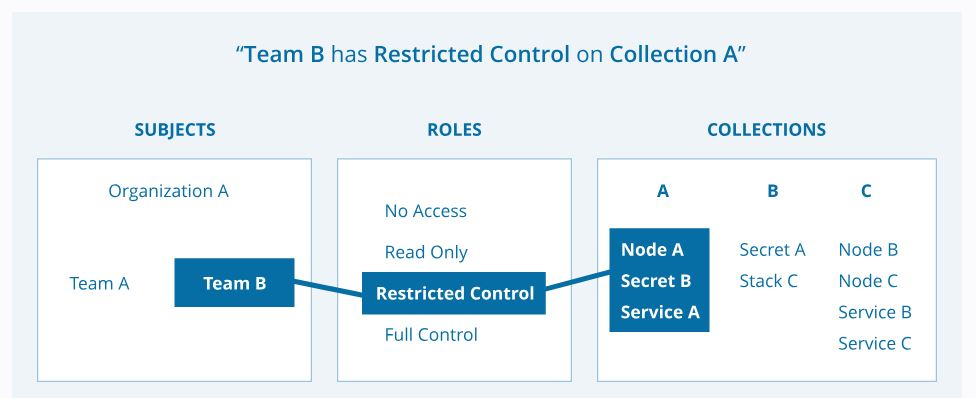 “Team B has Restricted Control on Collection A”
SUBJECTS
Organization A
Team A
Team B
ROLES
No Access
Read Only
Restricted Control
Full Control
COLLECTIONS
A
Node A
Secret B
Service A
B
Secret A
Stack C
C
Node B
Node C
Service B
Service C